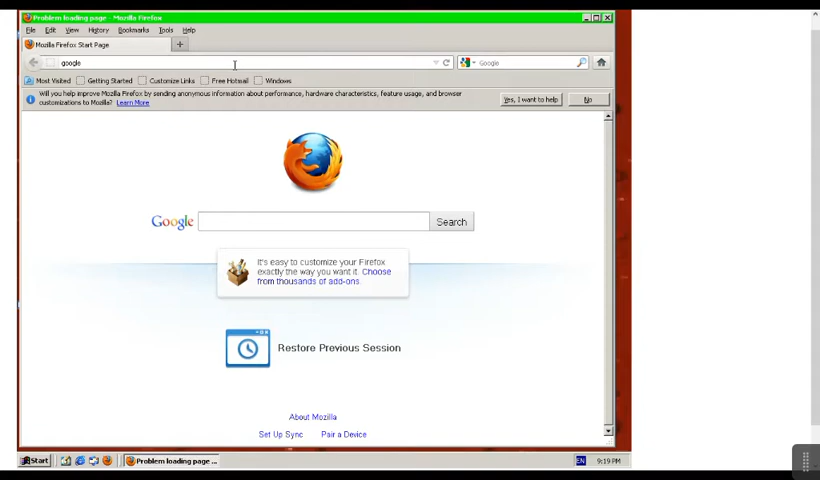 Problem loading page - Mozilla Firefox
File Edit View History Bookmarks Tools Help
Mozilla Firefox Start Page
google
Google
Most Visited Getting Started Customize Links Free Hotmail Windows
Will you help improve Mozilla Firefox by sending anonymous information about performance, hardware characteristics, feature usage, and browser
customizations to Mozilla? Learn More
Yes, I want to help
No
Google
Search
It's easy to customize your Firefox
exactly the way you want it. Choose
from thousands of add-ons.
Restore Previous Session
About Mozilla
Set Up Sync Pair a Device
Start
Problem loading page ...
EN
9:19 PM